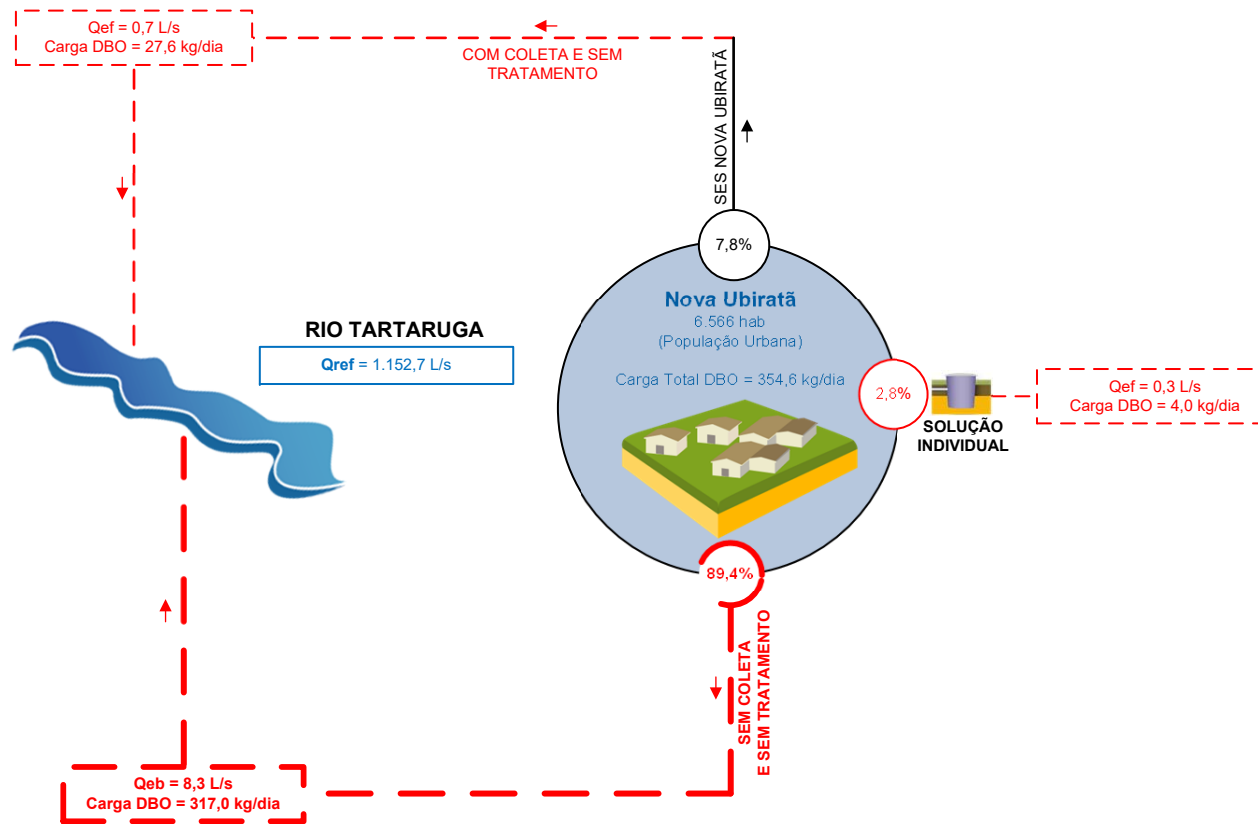 Qef = 0,7 L/s
Carga DBO = 27,6 kg/dia
COM COLETA E SEM
TRATAMENTO
SES NOVA UBIRATÃ
7,8%
Nova Ubiratã
6.566 hab
(População Urbana)
Carga Total DBO = 354,6 kg/dia
RIO TARTARUGA
Qref = 1.152,7 L/s
2,8%
SOLUÇÃO
INDIVIDUAL
Qef = 0,3 L/s
Carga DBO = 4,0 kg/dia
89,4%
SEM COLETA
E SEM TRATAMENTO
Qeb = 8,3 L/s
Carga DBO = 317,0 kg/dia